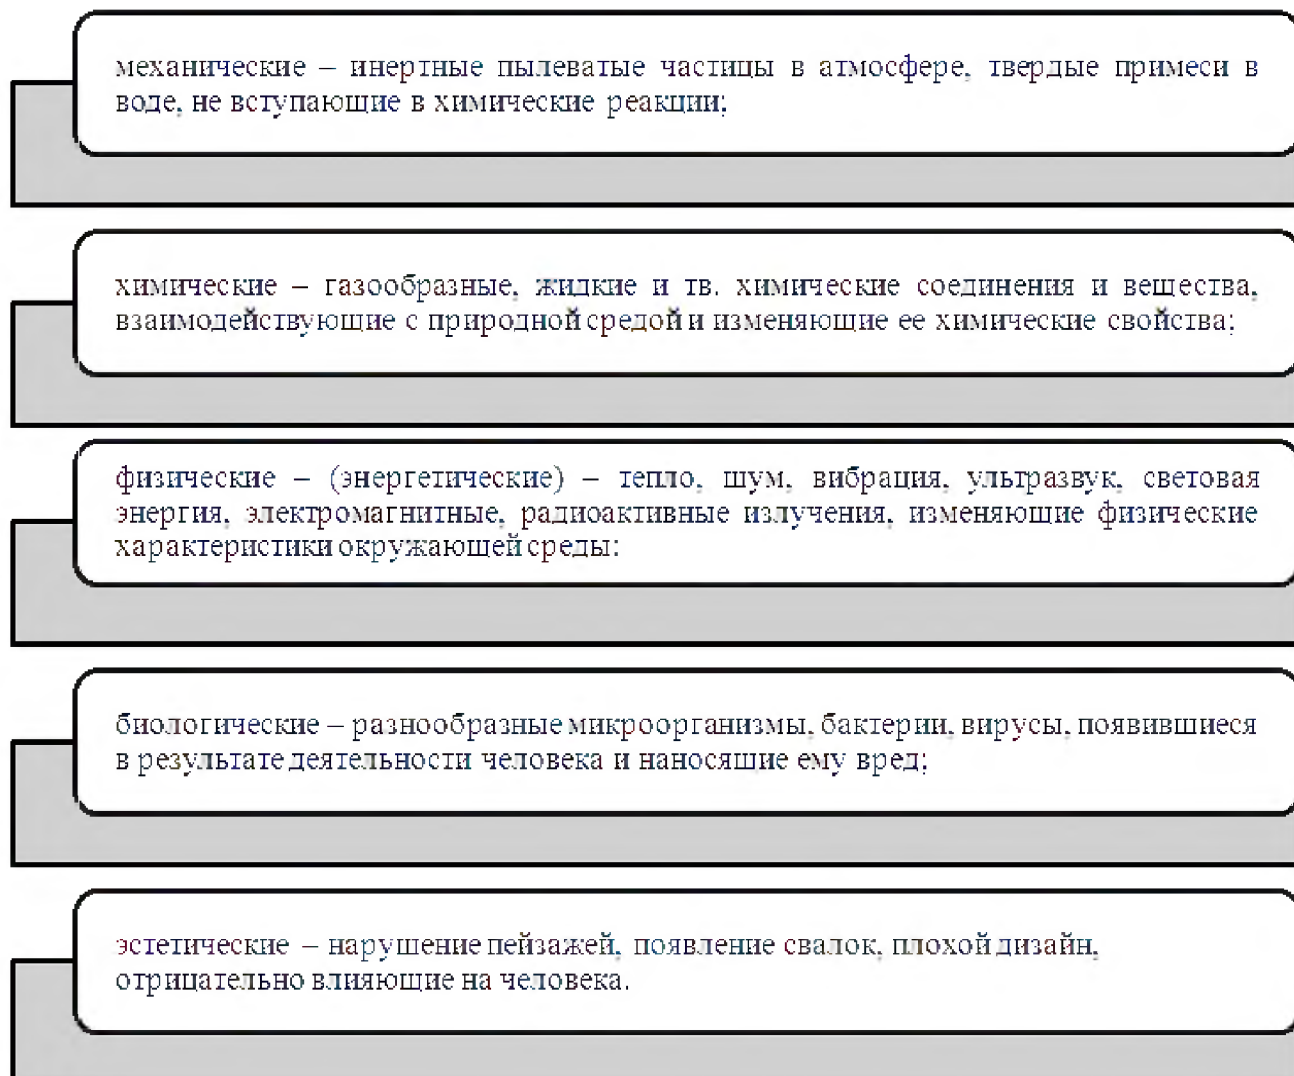 механические – инертные пылеватые частицы в атмосфере, твердые примеси в
воде, не вступающие в химические реакции;
химические – газообразные, жидкие и тв. химические соединения и вещества,
взаимодействующие с природной средой и изменяющие ее химические свойства;
физические – (энергетические) – тепло, шум, вибрация, ультразвук, световая
энергия, электромагнитные, радиоактивные излучения, изменяющие физические
характеристики окружающей среды:
биологические – разнообразные микроорганизмы, бактерии, вирусы, появившиеся
в результате деятельности человека и наносящие ему вред;
эстетические – нарушение пейзажей, появление свалок, плохой дизайн,
отрицательно влияющие на человека.